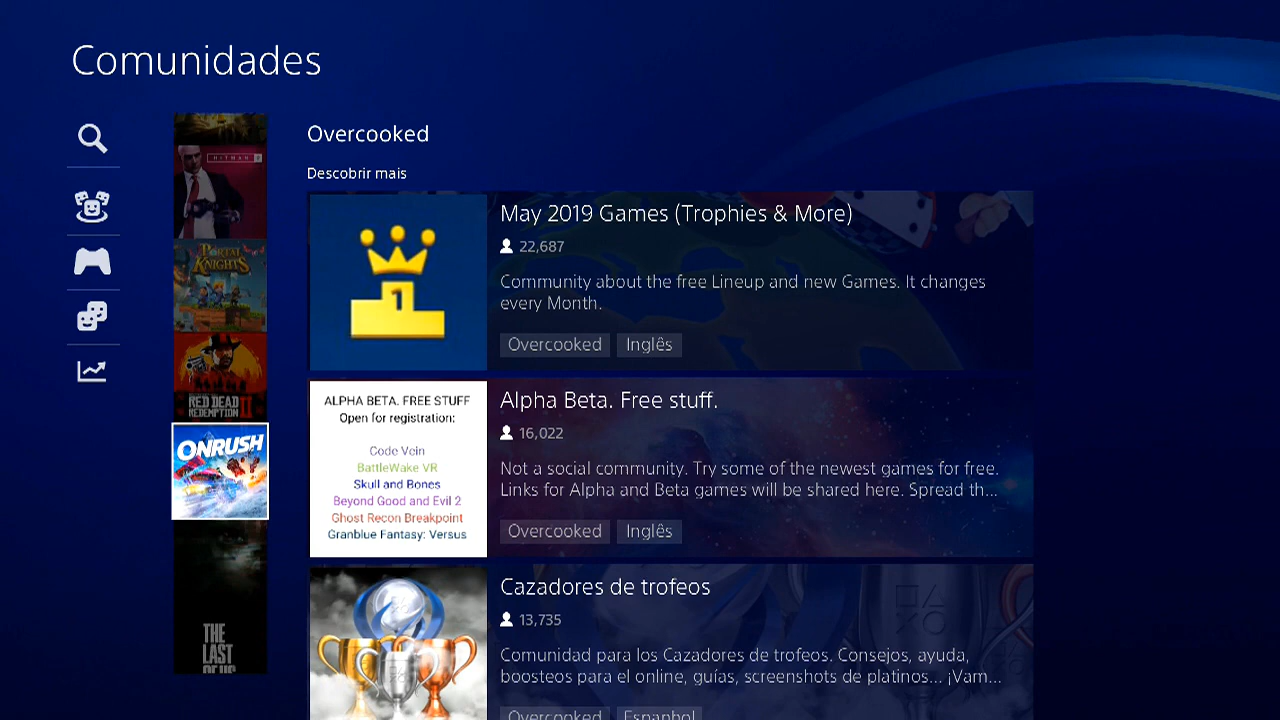 Comunidades
HITMAN 2
PORTAL
KNIGHTS
RED DEAD
REDEMPTION II
ONRUSH
THE
LAST
OF US
Overcooked
Descobrir mais
1
May 2019 Games (Trophies & More)
22,687
Community about the free Lineup and new Games. It changes
every Month.
Overcooked
Inglês
ALPHA BETA. FREE STUFF
Open for registration:
Code Vein
BattleWake VR
Skull and Bones
Beyond Good and Evil 2
Ghost Recon Breakpoint
Granblue Fantasy: Versus
Alpha Beta. Free stuff.
16,022
Not a social community. Try some of the newest games for free.
Links for Alpha and Beta games will be shared here. Spread th...
Overcooked
Inglês
Cazadores de trofeos
13,735
Comunidad para los Cazadores de trofeos. Consejos, ayuda,
boosteos para el online, guías, screenshots de platinos... ¡Vam...
Overcooked
Espanhol